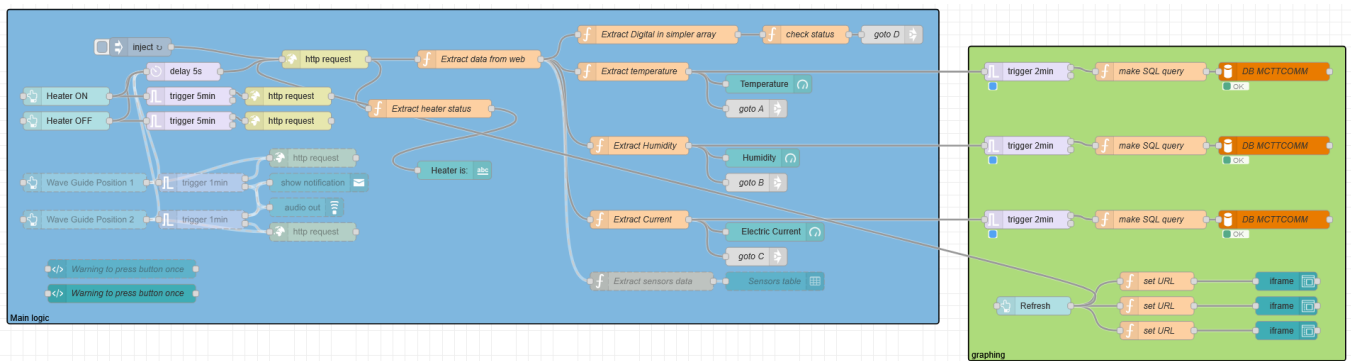 inject ↻
http request
Extract data from web
Extract Digital in simpler array
check status
goto D
delay 5s
Extract temperature
trigger 2min
make SQL query
DB MCTTCOMM
OK
Temperature
goto A
Heater ON
trigger 5min
http request
Heater OFF
trigger 5min
http request
Extract heater status
Extract Humidity
trigger 2min
make SQL query
DB MCTTCOMM
OK
http request
Humidity
Heater is:
abc
goto B
Wave Guide Position 1
trigger 1min
show notification
audio out
Wave Guide Position 2
trigger 1min
http request
Extract Current
trigger 2min
make SQL query
DB MCTTCOMM
OK
Electric Current
goto C
Warning to press button once
Extract sensors data
Sensors table
set URL
iframe
Warning to press button once
Refresh
set URL
iframe
set URL
iframe
Main logic
graphing